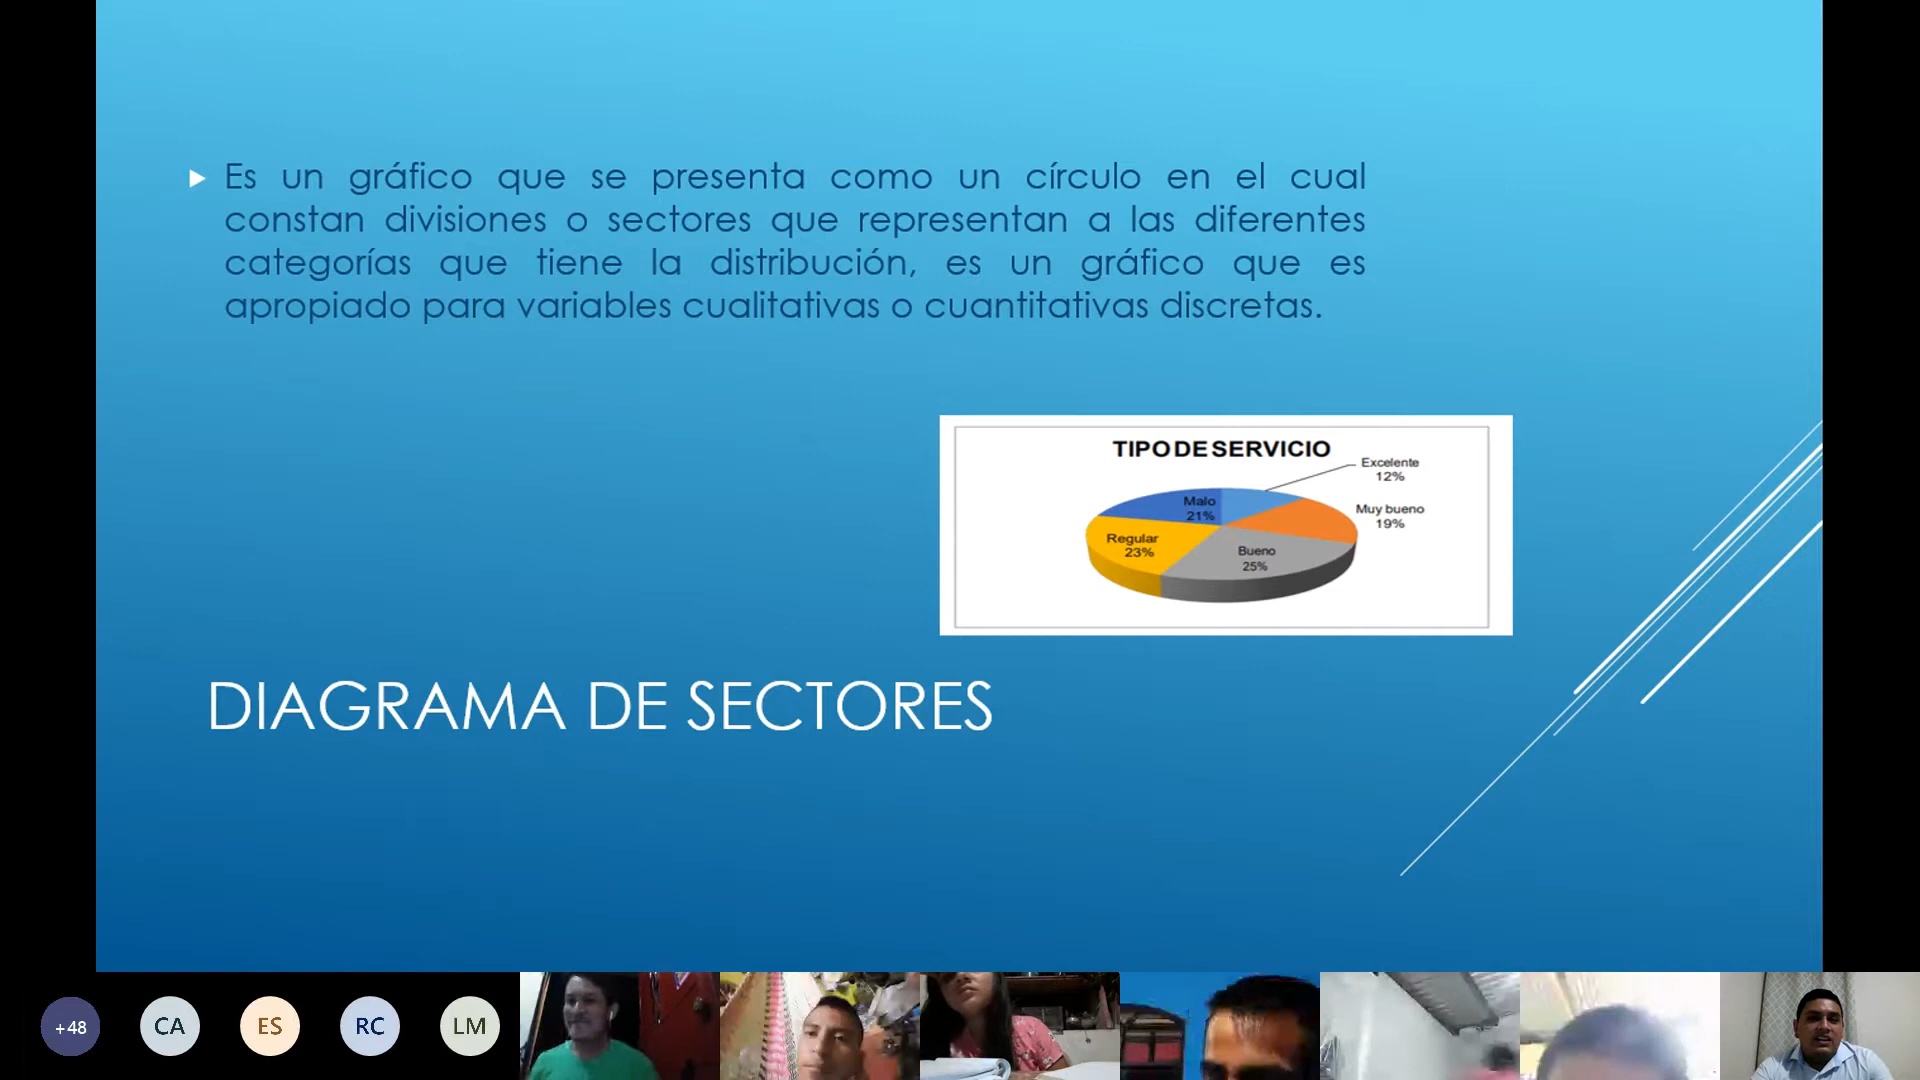 Es un gráfico que se presenta como un círculo en el cual
constan divisiones o sectores que representan a las diferentes
categorías que tiene la distribución, es un gráfico que es
apropiado para variables cualitativas o cuantitativas discretas.
TIPO DE SERVICIO
Excelente
12%
Muy bueno
19%
Malo
21%
Regular
23%
Bueno
25%
DIAGRAMA DE SECTORES
+48
CA
ES
RC
LM